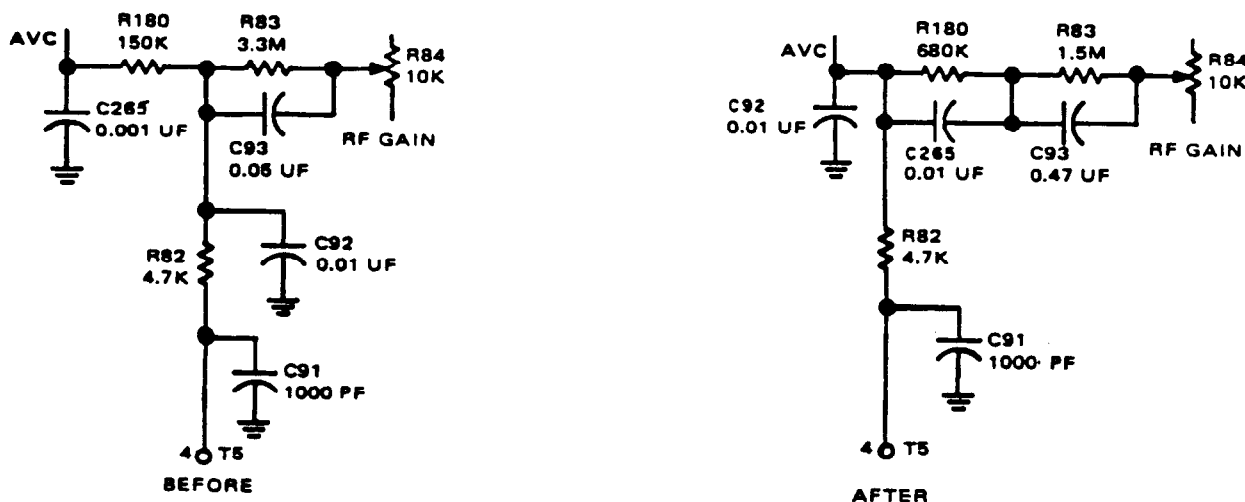 AVC
R180
150K
R83
3.3M
R84
10K
C265
0.001 UF
RF GAIN
C93
0.05 UF
R82
4.7K
C92
0.01 UF
C91
1000 PF
4 T5
BEFORE
AVC
R180
680K
R83
1.5M
R84
10K
C92
0.01 UF
C265
0.01 UF
C93
0.47 UF
RF GAIN
R82
4.7K
C91
1000 PF
4 T5
AFTER